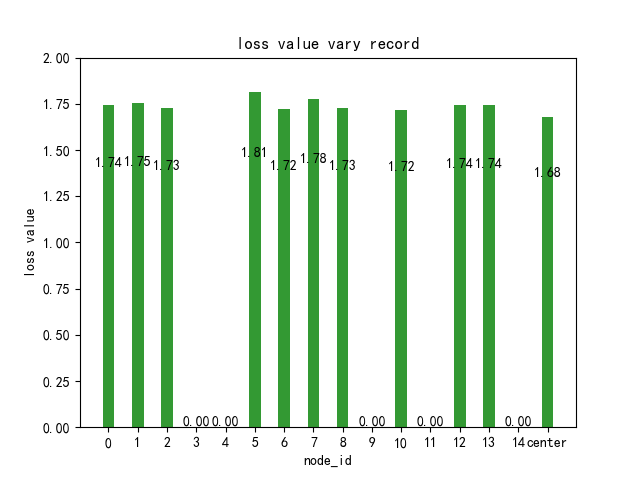 loss value vary record
2.00
1.75
1.50
1.25
1.00
0.75
0.50
0.25
0.00
loss value
1.74 1.75 1.73 0.00 0.00 1.81 1.72 1.78 1.73 0.00 1.72 0.00 1.74 1.74 0.00 1.68
0 1 2 3 4 5 6 7 8 9 10 11 12 13 14 center
node_id